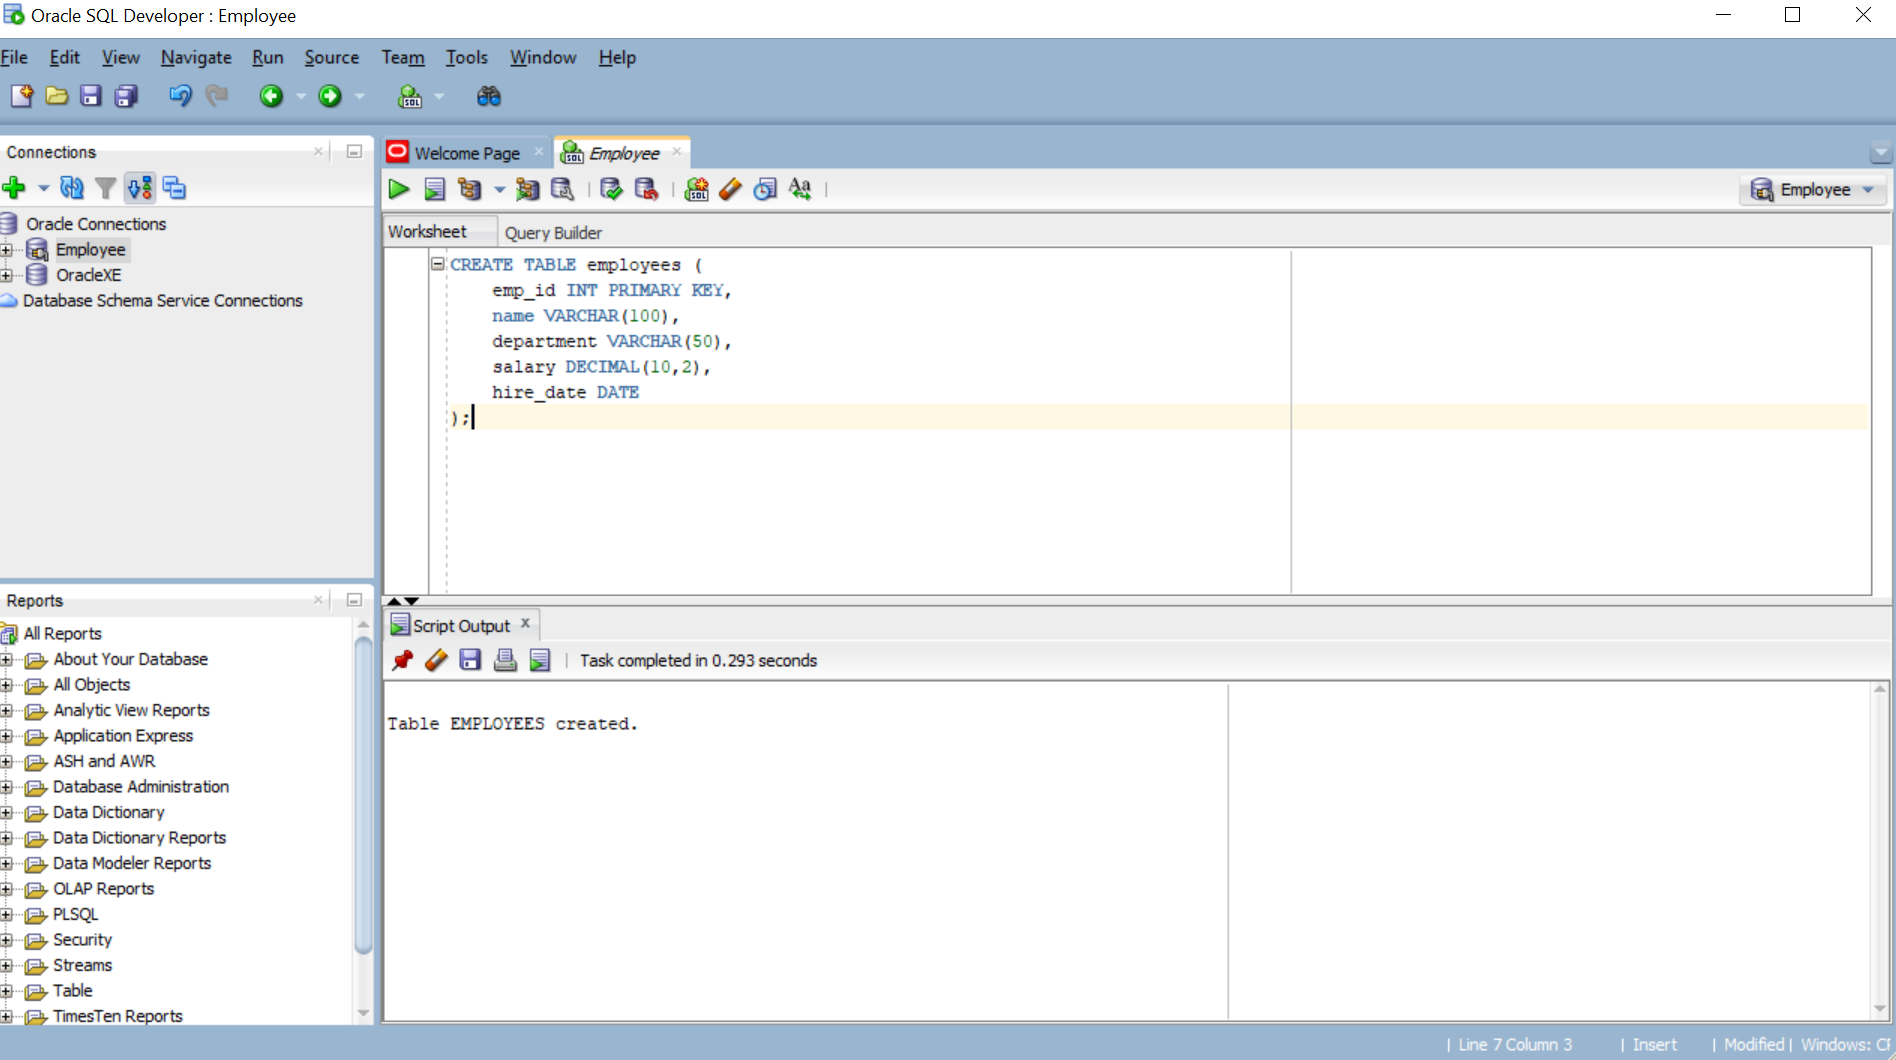 Oracle SQL Developer : Employee
File Edit View Navigate Run Source Team Tools Window Help
Connections
Oracle Connections
Employee
OracleXE
Database Schema Service Connections
Reports
All Reports
About Your Database
All Objects
Analytic View Reports
Application Express
ASH and AWR
Database Administration
Data Dictionary
Data Dictionary Reports
Data Modeler Reports
OLAP Reports
PLSQL
Security
Streams
Table
TimesTen Reports
Welcome Page
Employee
Employee
Worksheet Query Builder
CREATE TABLE employees (
emp_id INT PRIMARY KEY,
name VARCHAR(100),
department VARCHAR(50),
salary DECIMAL(10,2),
hire_date DATE
);
Script Output
Task completed in 0.293 seconds
Table EMPLOYEES created.
| Line 7 Column 3 | Insert | Modified | Windows: